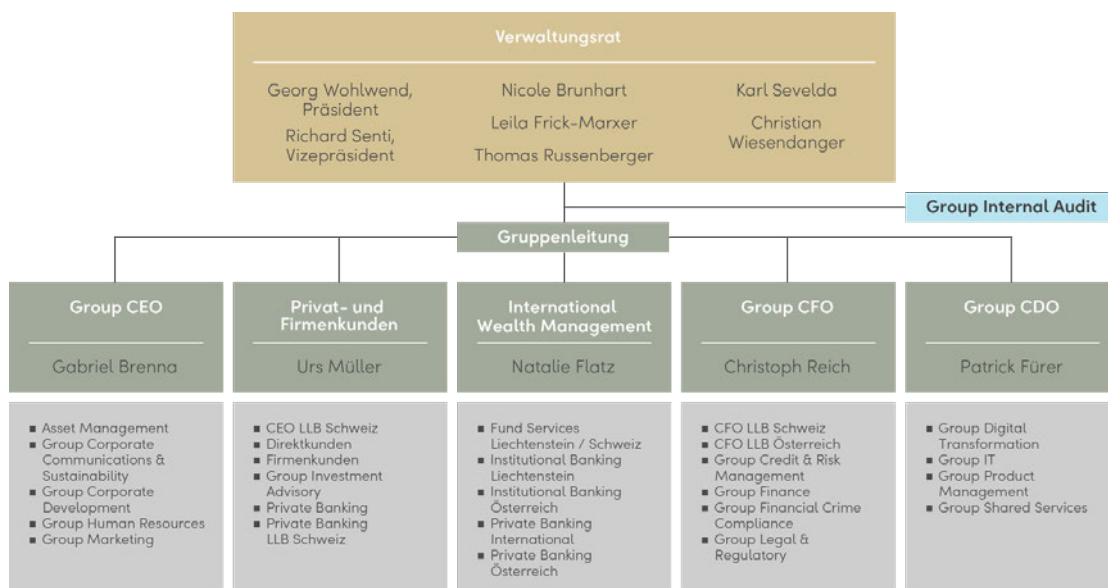 Verwaltungsrat
Georg Wohlwend,
Präsident
Richard Senti,
Vizepräsident
Nicole Brunhart
Leila Frick-Marxer
Thomas Russenberger
Karl Sevelda
Christian
Wiesendanger
Group Internal Audit
Gruppenleitung
Group CEO
Gabriel Brenna
■ Asset Management
■ Group Corporate
Communications &
Sustainability
■ Group Corporate
Development
■ Group Human Resources
■ Group Marketing
Privat- und
Firmenkunden
Urs Müller
■ CEO LLB Schweiz
■ Direktkunden
■ Firmenkunden
■ Group Investment
Advisory
■ Private Banking
■ Private Banking
LLB Schweiz
International
Wealth Management
Natalie Flatz
■ Fund Services
Liechtenstein / Schweiz
■ Institutional Banking
Liechtenstein
■ Institutional Banking
Österreich
■ Private Banking
International
■ Private Banking
Österreich
Group CFO
Christoph Reich
■ CFO LLB Schweiz
■ CFO LLB Österreich
■ Group Credit & Risk
Management
■ Group Finance
■ Group Financial Crime
Compliance
■ Group Legal &
Regulatory
Group CDO
Patrick Fürer
■ Group Digital
Transformation
■ Group IT
■ Group Product
Management
■ Group Shared Services